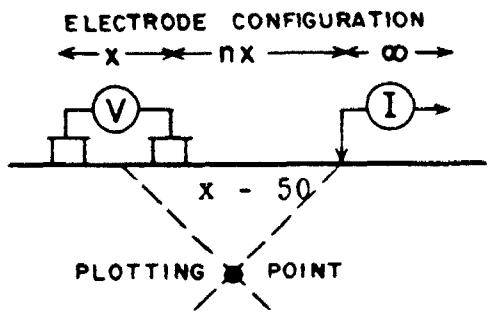 ELECTRODE CONFIGURATION
x nx ∞
V I
x - 50
PLOTTING POINT